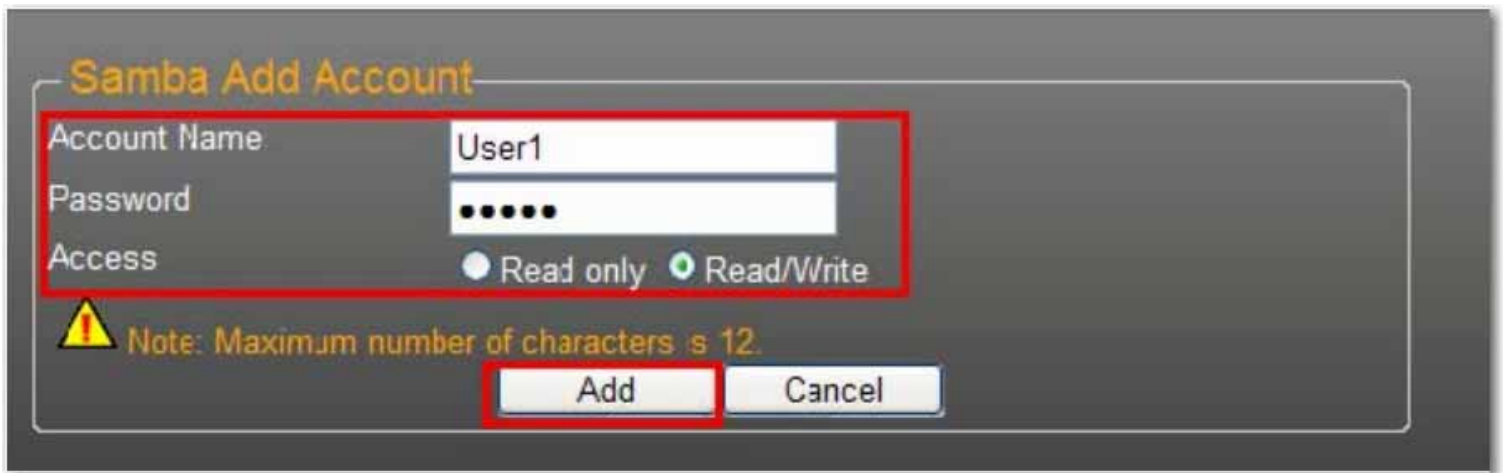 Samba Add Account
Account Name User1
Password •••••
Access Read only Read/Write
Note: Maximum number of characters is 12.
Add Cancel